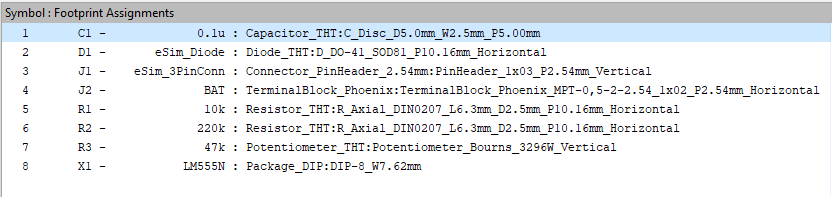 Symbol : Footprint Assignments
1 C1 - 0.1u : Capacitor_THT:C_Disc_D5.0mm_W2.5mm_P5.00mm
2 D1 - eSim_Diode : Diode_THT:D_DO-41_SOD81_P10.16mm_Horizontal
3 J1 - eSim_3PinConn : Connector_PinHeader_2.54mm:PinHeader_1x03_P2.54mm_Vertical
4 J2 - BAT : TerminalBlock_Phoenix:TerminalBlock_Phoenix_MPT-0,5-2-2.54_1x02_P2.54mm_Horizontal
5 R1 - 10k : Resistor_THT:R_Axial_DIN0207_L6.3mm_D2.5mm_P10.16mm_Horizontal
6 R2 - 220k : Resistor_THT:R_Axial_DIN0207_L6.3mm_D2.5mm_P10.16mm_Horizontal
7 R3 - 47k : Potentiometer_THT:Potentiometer_Bourns_3296W_Vertical
8 X1 - LM555N : Package_DIP:DIP-8_W7.62mm